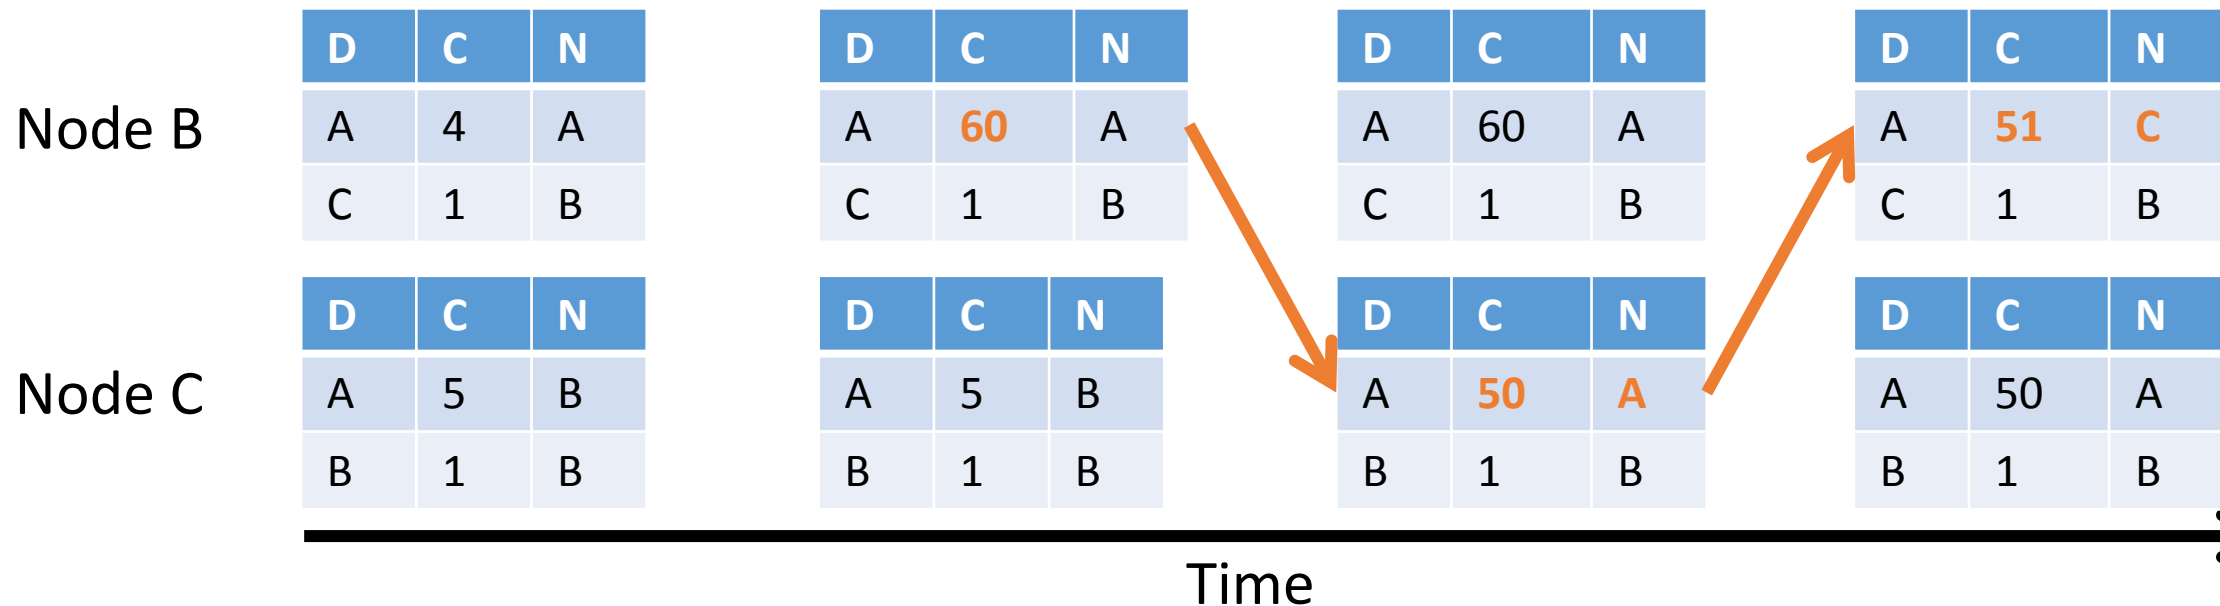 D C N D C N D C N D C N
Node B
A 4 A A 60 A A 60 A A 51 C
C 1 B C 1 B C 1 B C 1 B
D C N D C N D C N D C N
Node C
A 5 B A 5 B A 50 A A 50 A
B 1 B B 1 B B 1 B B 1 B
Time